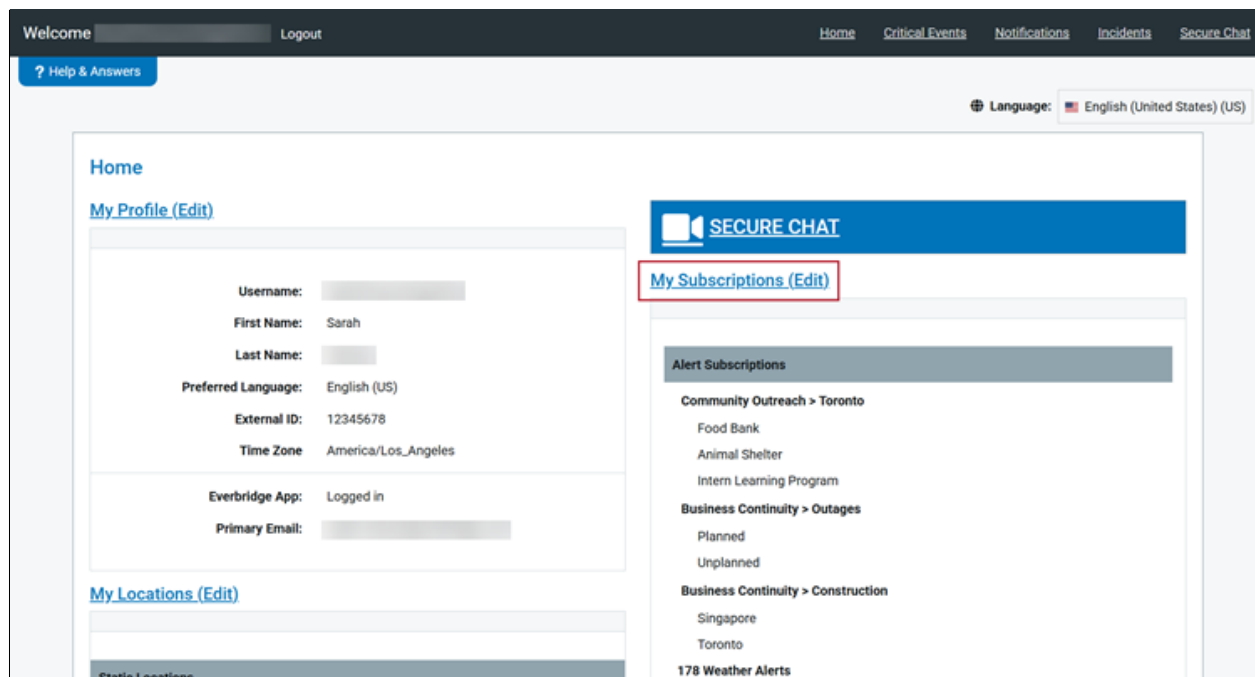 Welcome Logout Home Critical Events Notifications Incidents Secure Chat
? Help & Answers
Language: English (United States) (US)
Home
My Profile (Edit)
Username:
First Name: Sarah
Last Name:
Preferred Language: English (US)
External ID: 12345678
Time Zone America/Los_Angeles
Everbridge App: Logged in
Primary Email:
My Locations (Edit)
Static Locations
SECURE CHAT
My Subscriptions (Edit)
Alert Subscriptions
Community Outreach > Toronto
Food Bank
Animal Shelter
Intern Learning Program
Business Continuity > Outages
Planned
Unplanned
Business Continuity > Construction
Singapore
Toronto
178 Weather Alerts